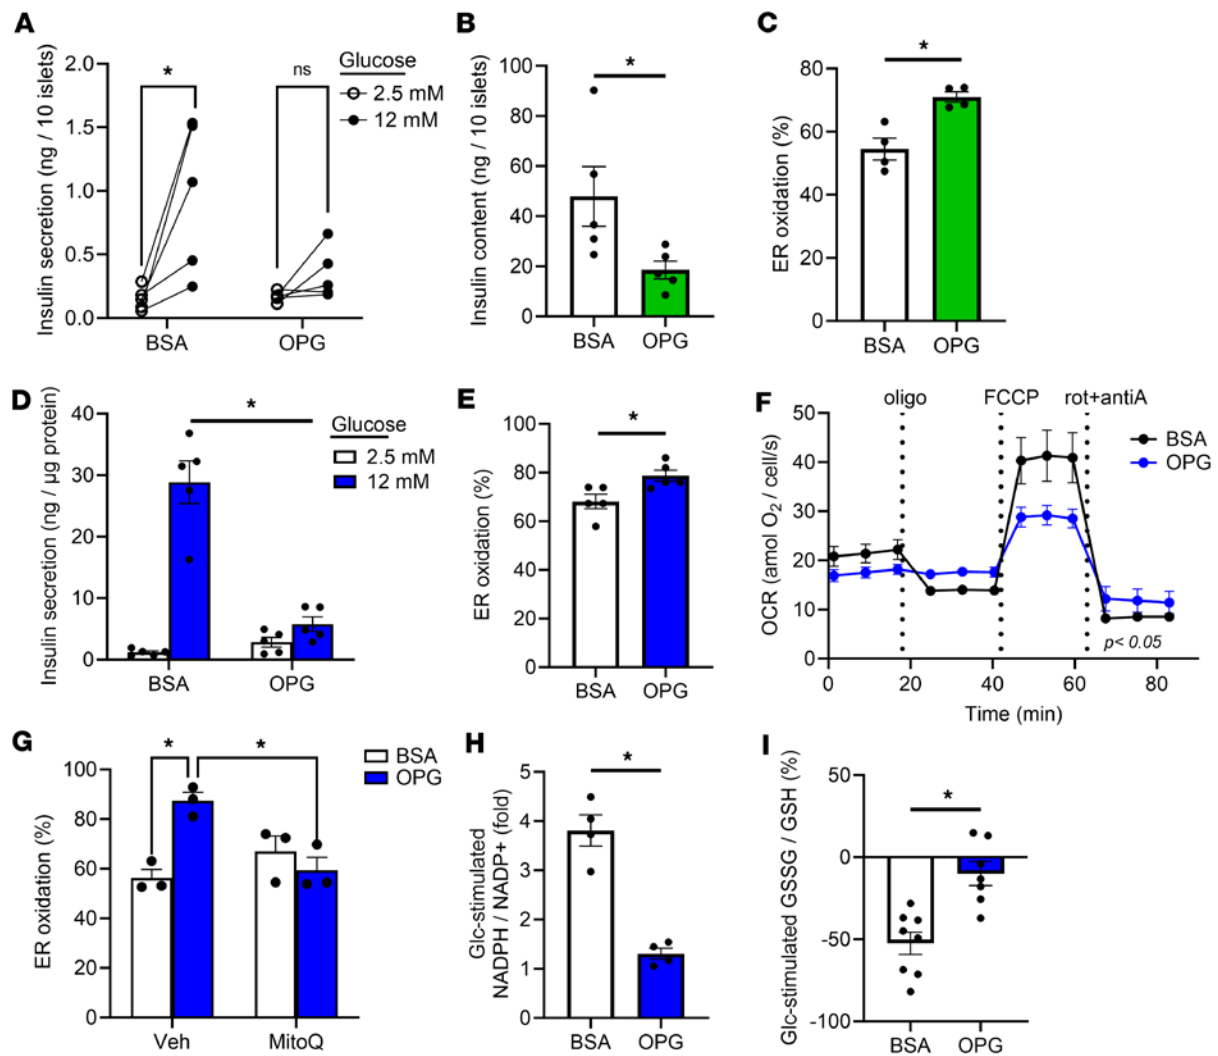 A
Insulin secretion (ng / 10 islets)
2.0
1.5
1.0
0.5
0.0
*
ns
Glucose
2.5 mM
12 mM
BSA
OPG
B
Insulin content (ng / 10 islets)
100
80
60
40
20
0
*
BSA
OPG
C
ER oxidation (%)
80
60
40
20
0
*
BSA
OPG
D
Insulin secretion (ng / µg protein)
40
30
20
10
0
*
Glucose
2.5 mM
12 mM
BSA
OPG
E
ER oxidation (%)
100
80
60
40
20
0
*
BSA
OPG
F
OCR (amol O2 / cell/s)
50
40
30
20
10
0
oligo
FCCP
rot+antiA
BSA
OPG
p< 0.05
0
20
40
60
80
Time (min)
G
ER oxidation (%)
100
80
60
40
20
0
*
*
BSA
OPG
Veh
MitoQ
H
Glc-stimulated
NADPH / NADP+ (fold)
5
4
3
2
1
0
*
BSA
OPG
I
Glc-stimulated GSSG / GSH (%)
50
0
-50
-100
*
BSA
OPG